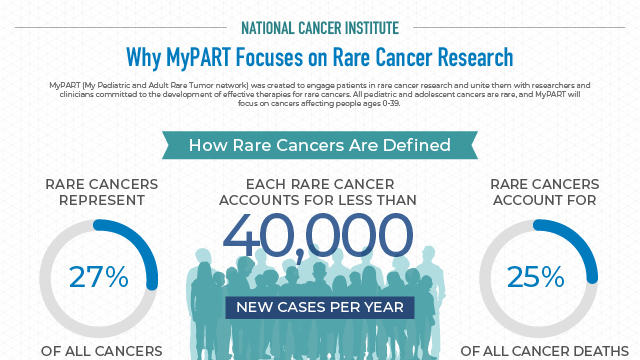 NATIONAL CANCER INSTITUTE
Why MyPART Focuses on Rare Cancer Research
MyPART (My Pediatric and Adult Rare Tumor network) was created to engage patients in rare cancer research and unite them with researchers and
clinicians committed to the development of effective therapies for rare cancers. All pediatric and adolescent cancers are rare, and MyPART will
focus on cancers affecting people ages 0-39.
How Rare Cancers Are Defined
RARE CANCERS
REPRESENT
27%
OF ALL CANCERS
EACH RARE CANCER
ACCOUNTS FOR LESS THAN
40,000
NEW CASES PER YEAR
RARE CANCERS
ACCOUNT FOR
25%
OF ALL CANCER DEATHS